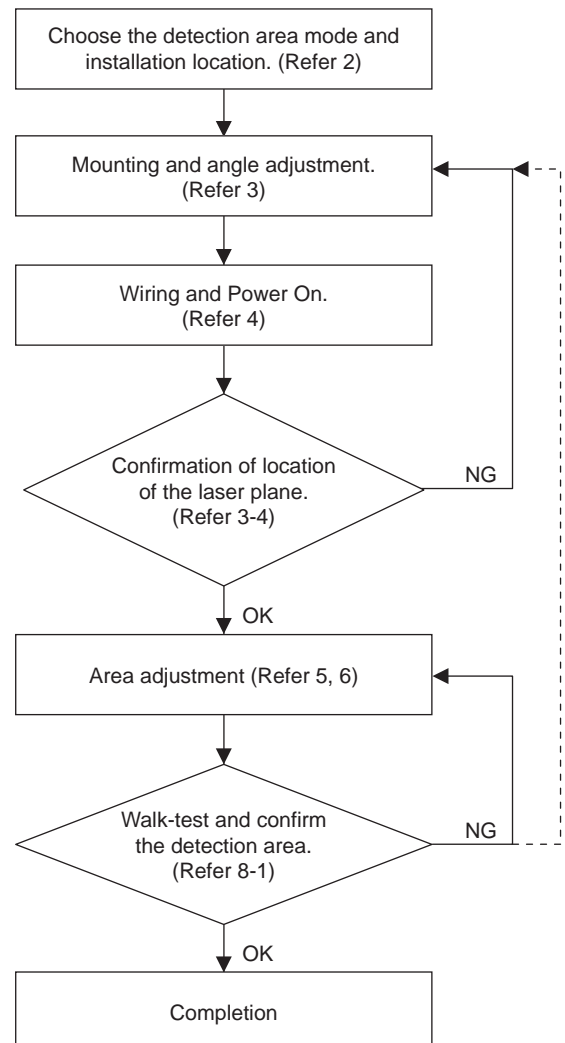 Choose the detection area mode and
installation location. (Refer 2)
Mounting and angle adjustment.
(Refer 3)
Wiring and Power On.
(Refer 4)
Confirmation of location
of the laser plane.
(Refer 3-4)
NG
OK
Area adjustment (Refer 5, 6)
Walk-test and confirm
the detection area.
(Refer 8-1)
NG
OK
Completion